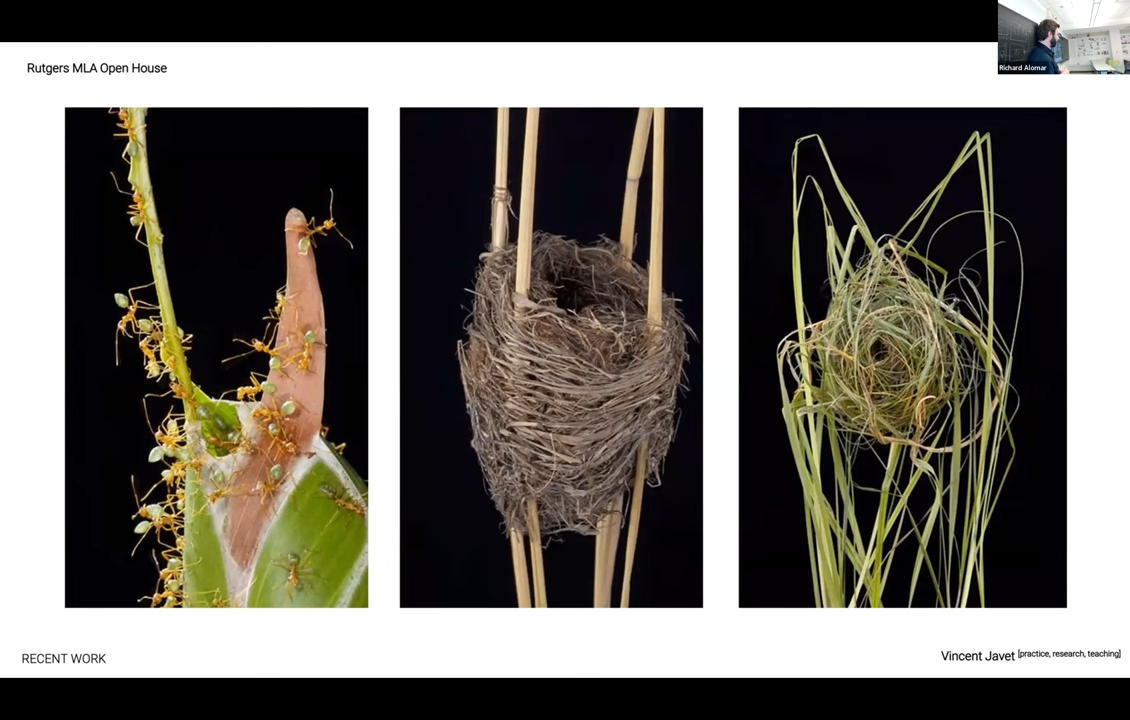 Rutgers MLA Open House
Richard Alomar
RECENT WORK
Vincent Javet [practice, research, teaching]